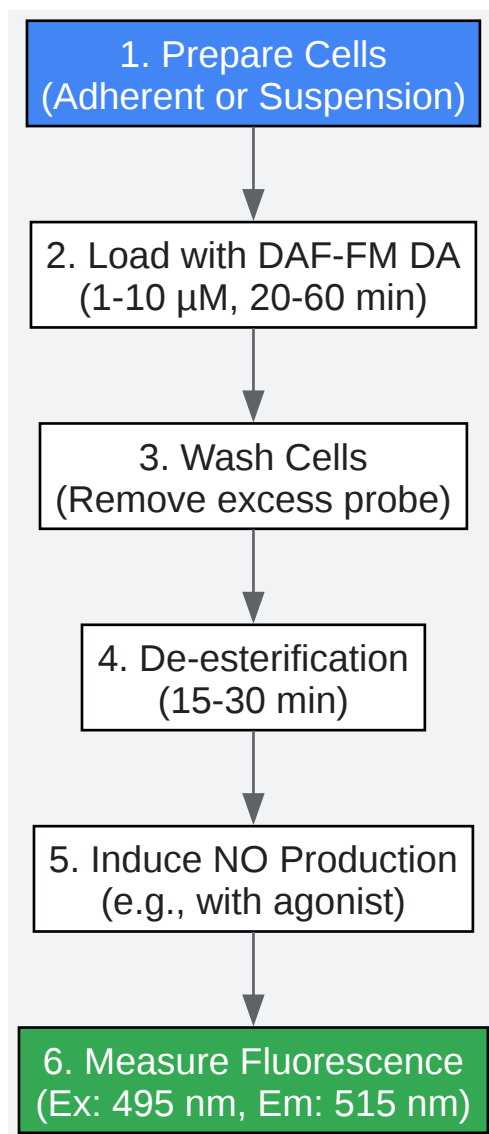 1. Prepare Cells
(Adherent or Suspension)
2. Load with DAF-FM DA
(1-10 µM, 20-60 min)
3. Wash Cells
(Remove excess probe)
4. De-esterification
(15-30 min)
5. Induce NO Production
(e.g., with agonist)
6. Measure Fluorescence
(Ex: 495 nm, Em: 515 nm)